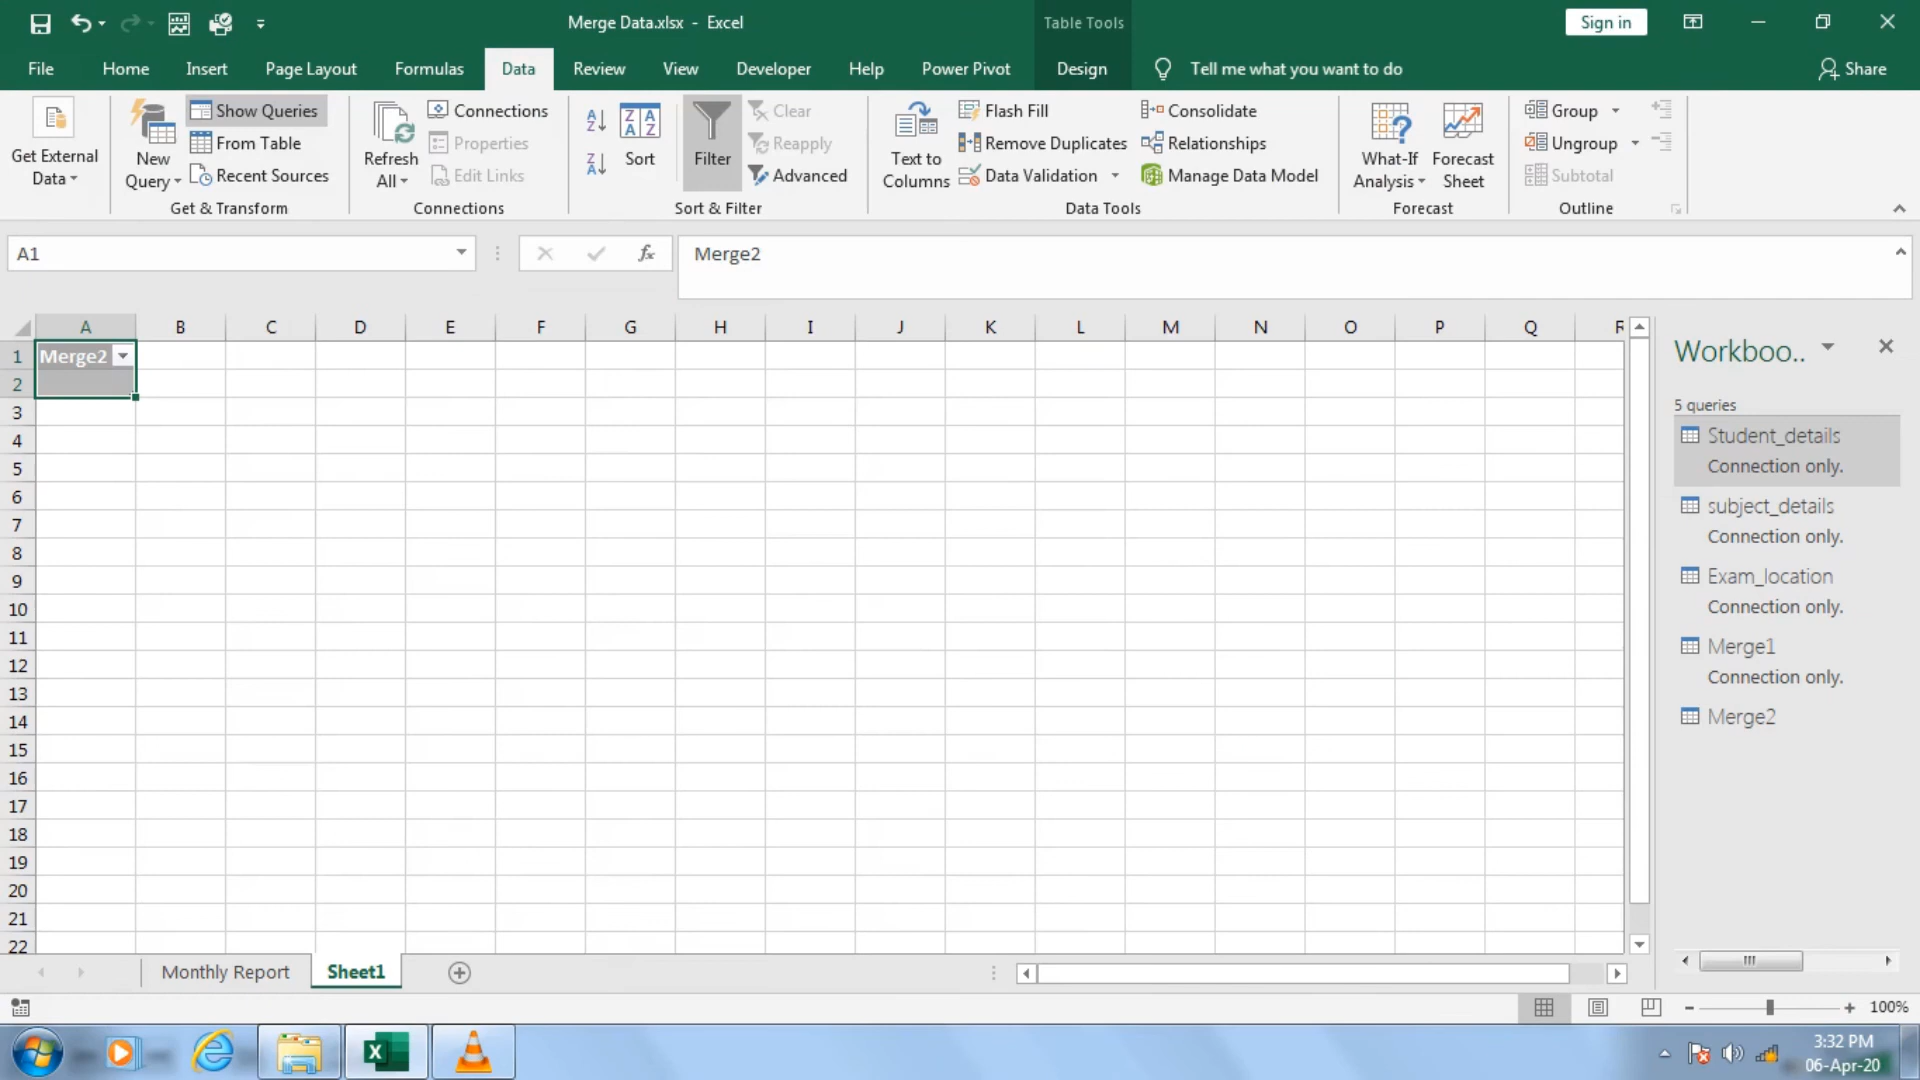 Merge Data.xlsx - Excel
Table Tools
Sign in
File
Home
Insert
Page Layout
Formulas
Data
Review
View
Developer
Help
Power Pivot
Design
Tell me what you want to do
Share
Get External
Data
New
Query
Show Queries
From Table
Recent Sources
Get & Transform
Refresh
All
Connections
Properties
Edit Links
Connections
Sort
Filter
Clear
Reapply
Advanced
Sort & Filter
Text to
Columns
Flash Fill
Remove Duplicates
Data Validation
Consolidate
Relationships
Manage Data Model
Data Tools
What-If
Analysis
Forecast
Sheet
Forecast
Group
Ungroup
Subtotal
Outline
A1
fx
Merge2
A B C D E F G H I J K L M N O P Q R
1 Merge2
2
3
4
5
6
7
8
9
10
11
12
13
14
15
16
17
18
19
20
21
22
Workboo..
5 queries
Student_details
Connection only.
subject_details
Connection only.
Exam_location
Connection only.
Merge1
Connection only.
Merge2
Monthly Report
Sheet1
100%
3:32 PM
06-Apr-20